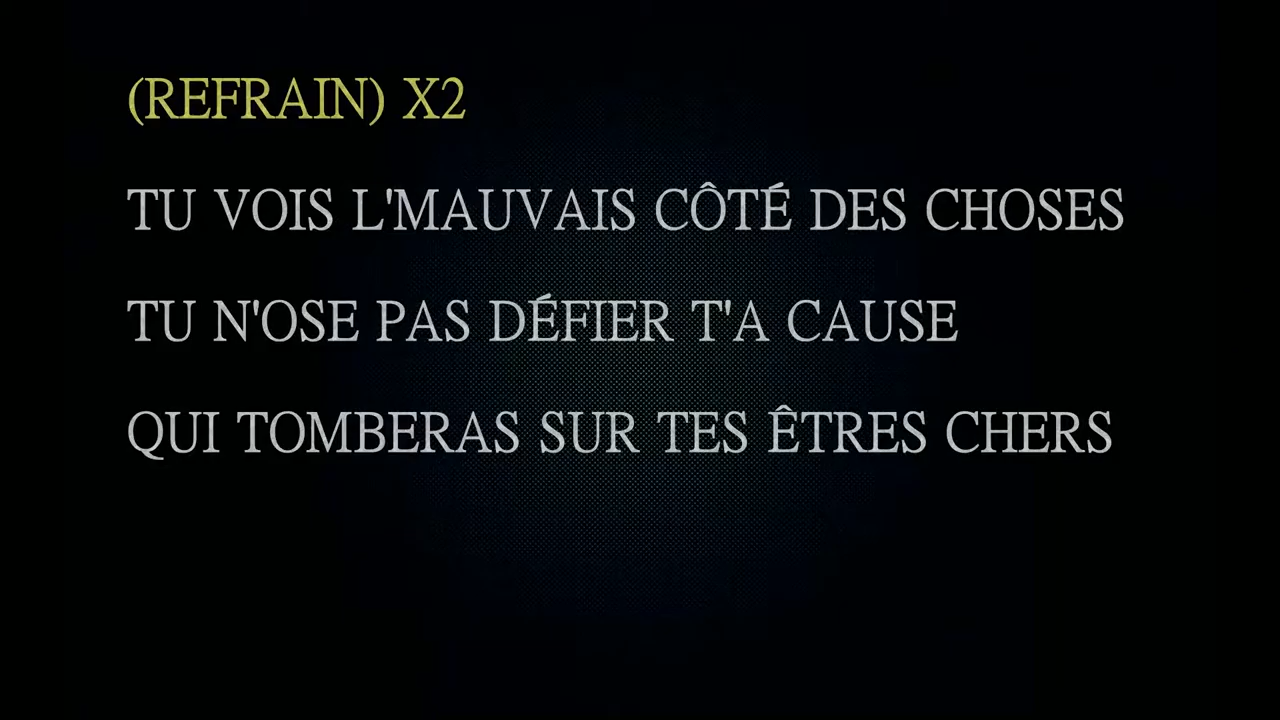 (REFRAIN) X2
TU VOIS L'MAUVAIS CÔTÉ DES CHOSES
TU N'OSE PAS DÉFIER T'A CAUSE
QUI TOMBERAS SUR TES ÊTRES CHERS